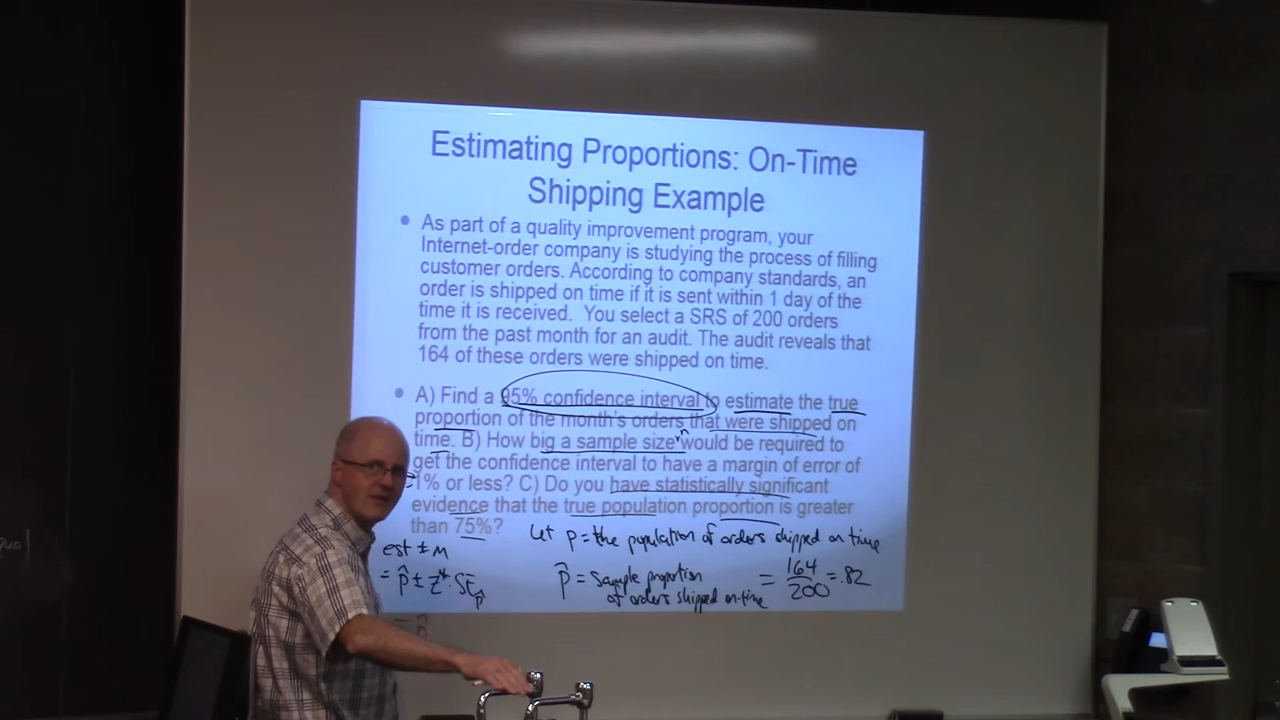 Estimating Proportions: On-Time
Shipping Example
• As part of a quality improvement program, your
Internet-order company is studying the process of filling
customer orders. According to company standards, an
order is shipped on time if it is sent within 1 day of the
time it is received. You select a SRS of 200 orders
from the past month for an audit. The audit reveals that
164 of these orders were shipped on time.
• A) Find a 95% confidence interval to estimate the true
proportion of the month's orders that were shipped on
time. B) How big a sample size n would be required to
get the confidence interval to have a margin of error of
1% or less? C) Do you have statistically significant
evidence that the true population proportion is greater
than 75%?
Let p = the population of orders shipped on time
est ± m
= p̂ ± z* · SE_p̂
p̂ = sample proportion
of orders shipped on-time
= 164/200 = .82